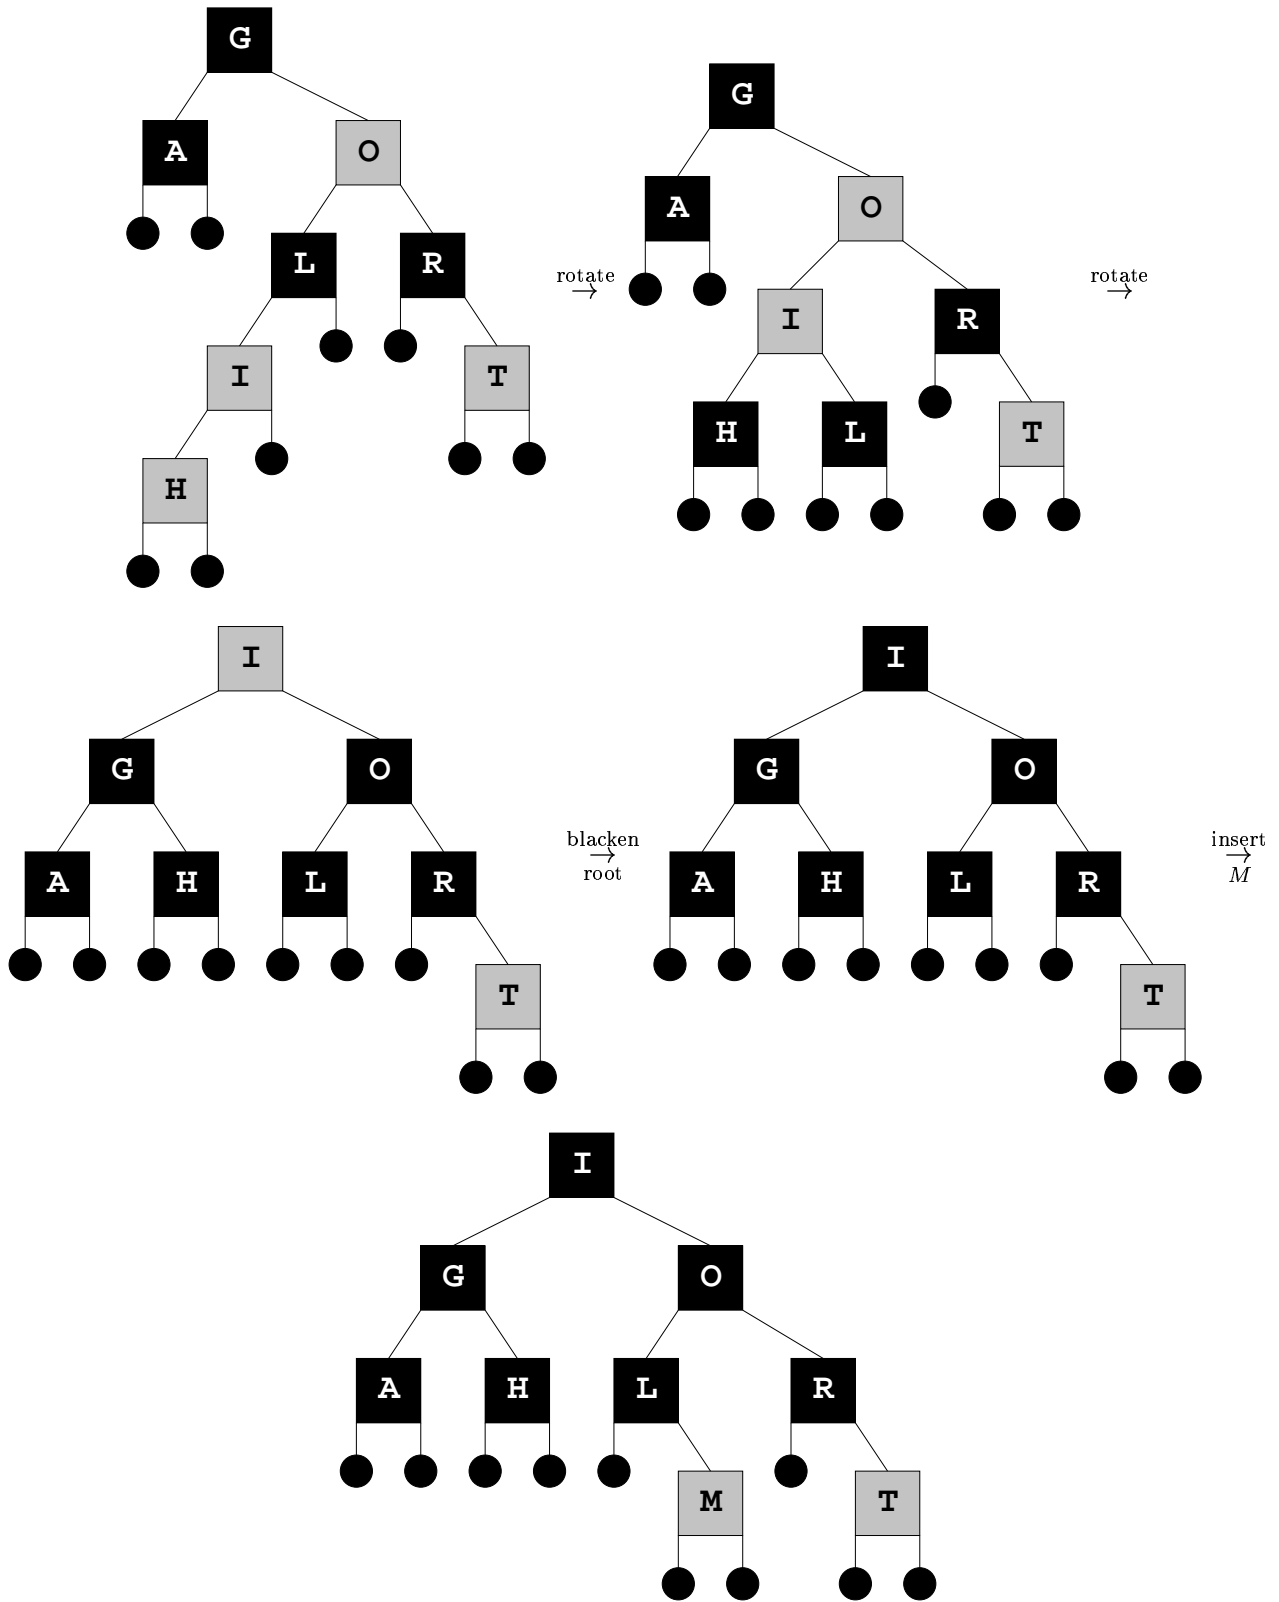 G
A O
L R
I T
H
rotate
→
G
A O
I R
H L T
rotate
→
I
G O
A H L R
T
blacken
→
root
I
G O
A H L R
T
insert
→
M
I
G O
A H L R
M T